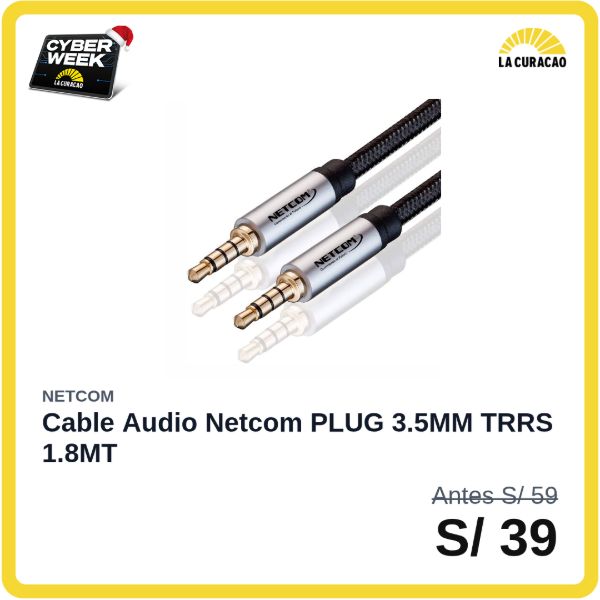 CYBER
WEEK
LA CURACAO
LA CURACAO
NETCOM
NETCOM
NETCOM
Cable Audio Netcom PLUG 3.5MM TRRS
1.8MT
Antes S/ 59
S/ 39